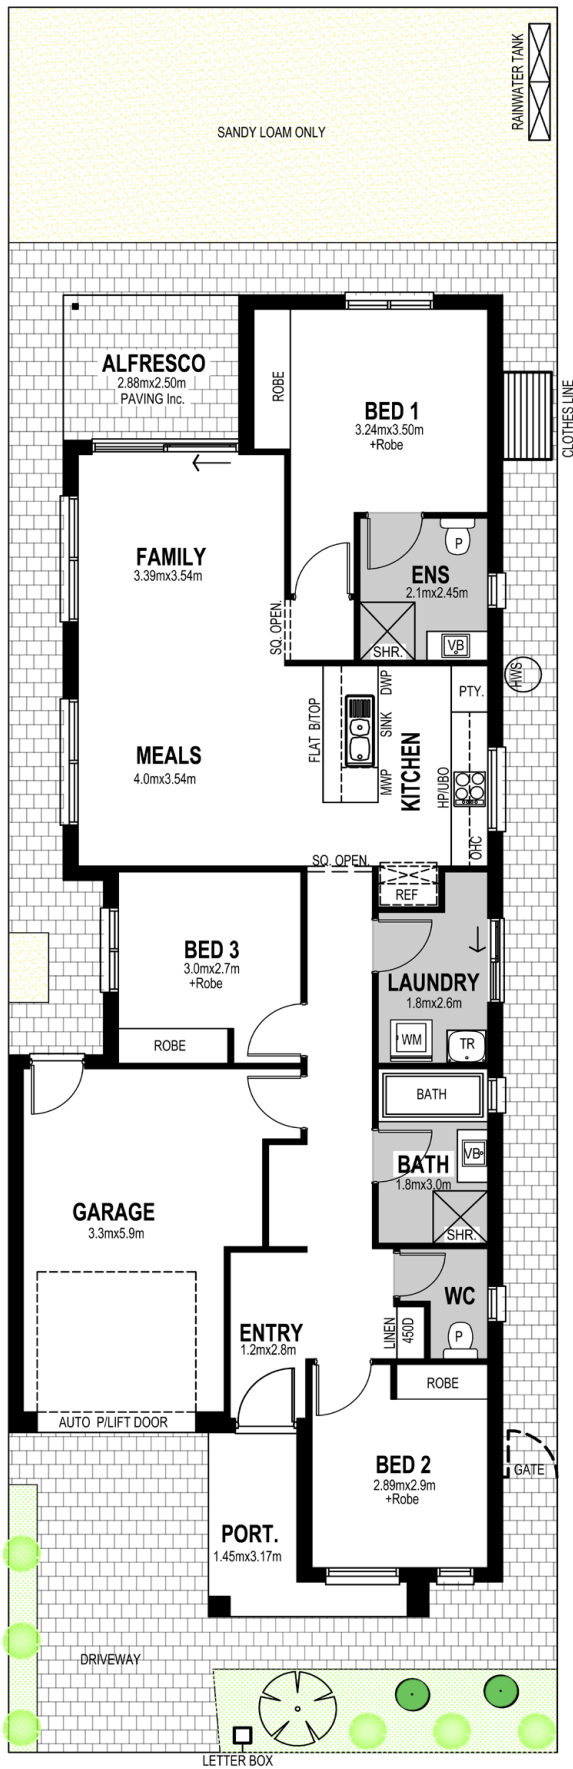 RAINWATER TANK
SANDY LOAM ONLY
ALFRESCO
2.88mx2.50m
PAVING Inc.
ROBE
BED 1
3.24mx3.50m
+Robe
CLOTHES LINE
FAMILY
3.39mx3.54m
P
ENS
2.1mx2.45m
SQ. OPEN.
SHR.
VB
HWS
FLAT B/TOP
DWP
SINK
MWP
PTY.
MEALS
4.0mx3.54m
KITCHEN
HP/UBO
OHC
SQ. OPEN.
REF
BED 3
3.0mx2.7m
+Robe
LAUNDRY
1.8mx2.6m
ROBE
WM
TR
BATH
VB
BATH
1.8mx3.0m
GARAGE
3.3mx5.9m
SHR.
WC
ENTRY
1.2mx2.8m
LINEN
450D
P
ROBE
AUTO P/LIFT DOOR
BED 2
2.89mx2.9m
+Robe
GATE
PORT.
1.45mx3.17m
DRIVEWAY
LETTER BOX